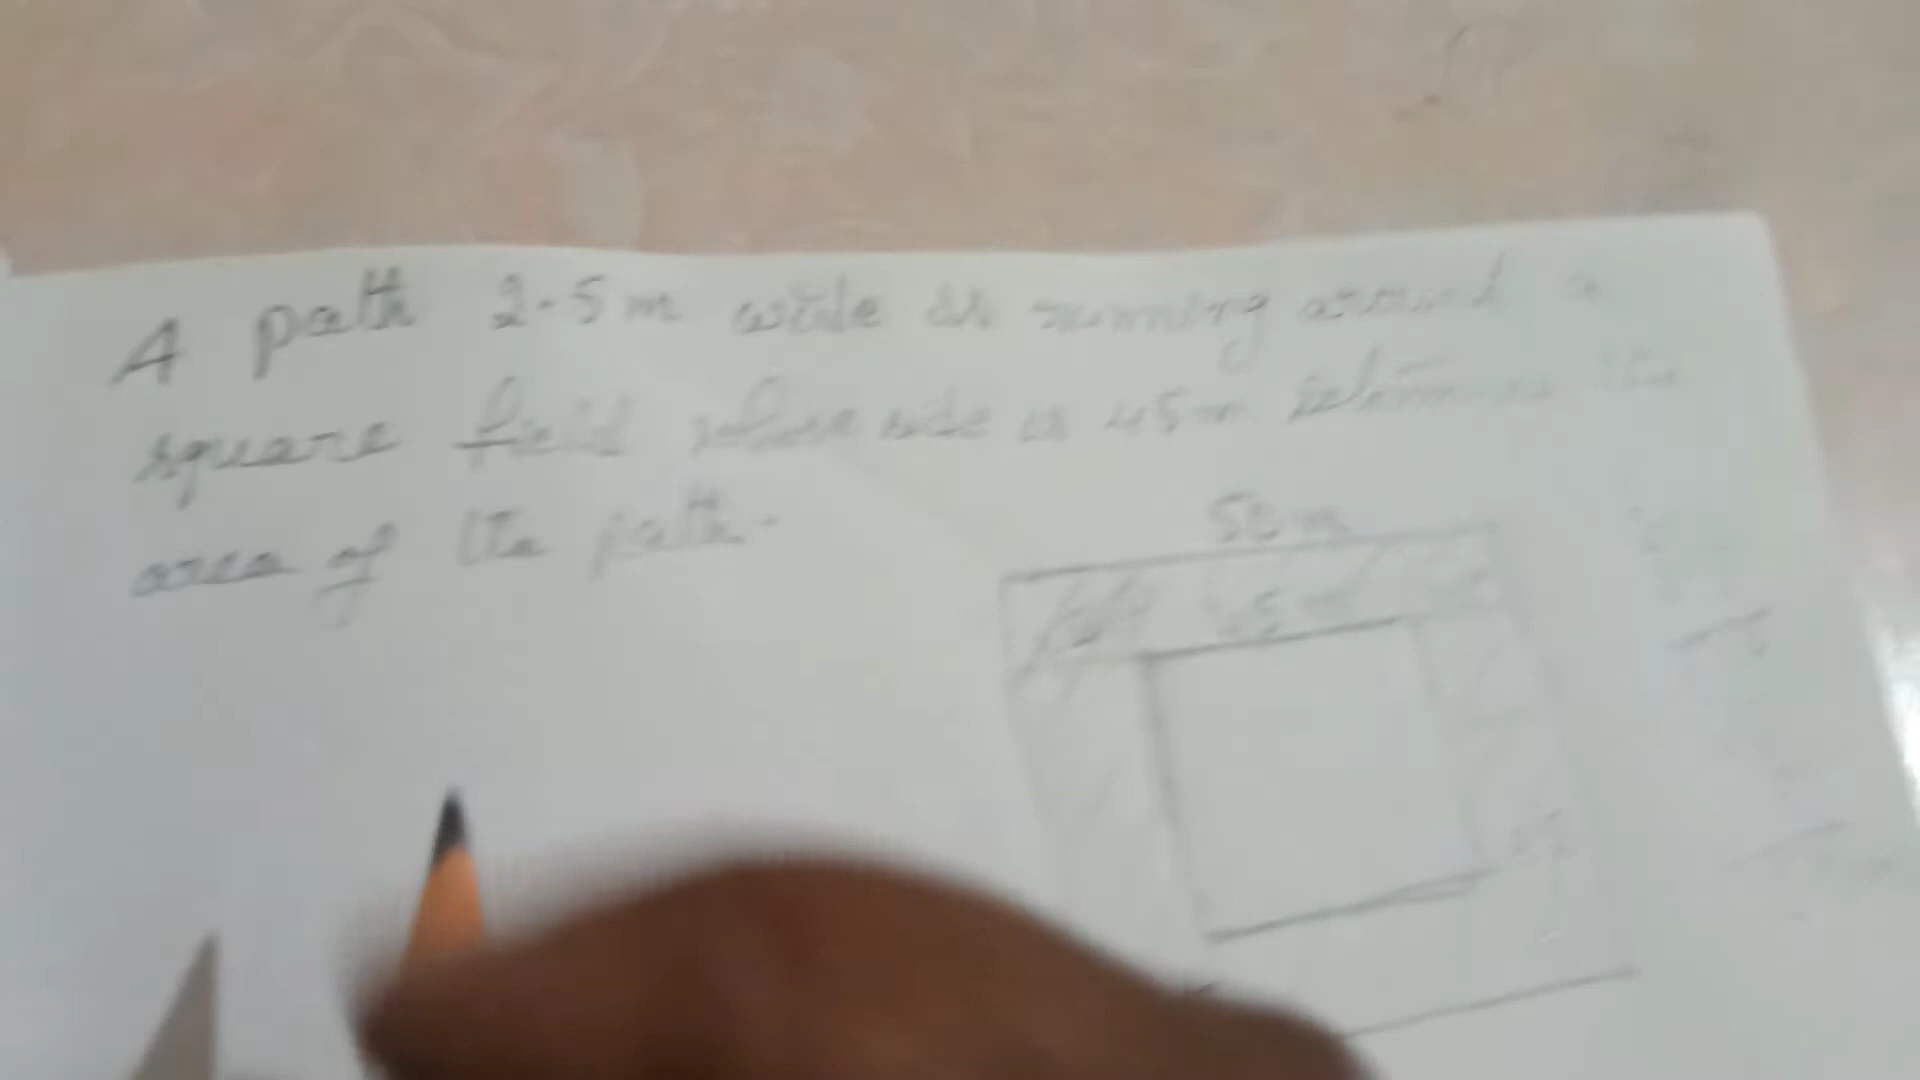 A path 2.5m wide is running around a
square field whose side is 45m Determine the
area of the path.
50m
45m